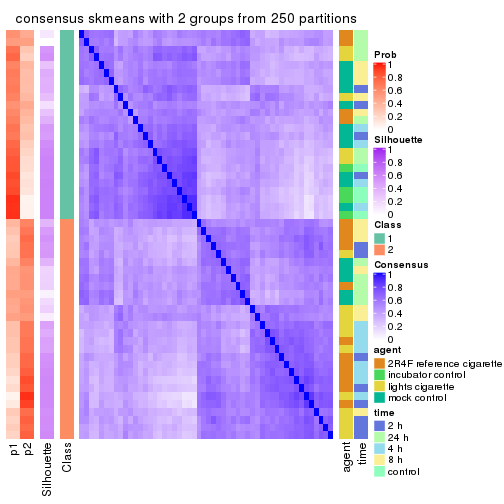 consensus skmeans with 2 groups from 250 partitions
Prob
1
0.8
0.6
0.4
0.2
0
Silhouette
1
0.8
0.6
0.4
0.2
0
Class
1
2
Consensus
1
0.8
0.6
0.4
0.2
0
agent
2R4F reference cigarette
incubator control
lights cigarette
mock control
time
2 h
24 h
4 h
8 h
control
p1
p2
Silhouette
Class
agent
time